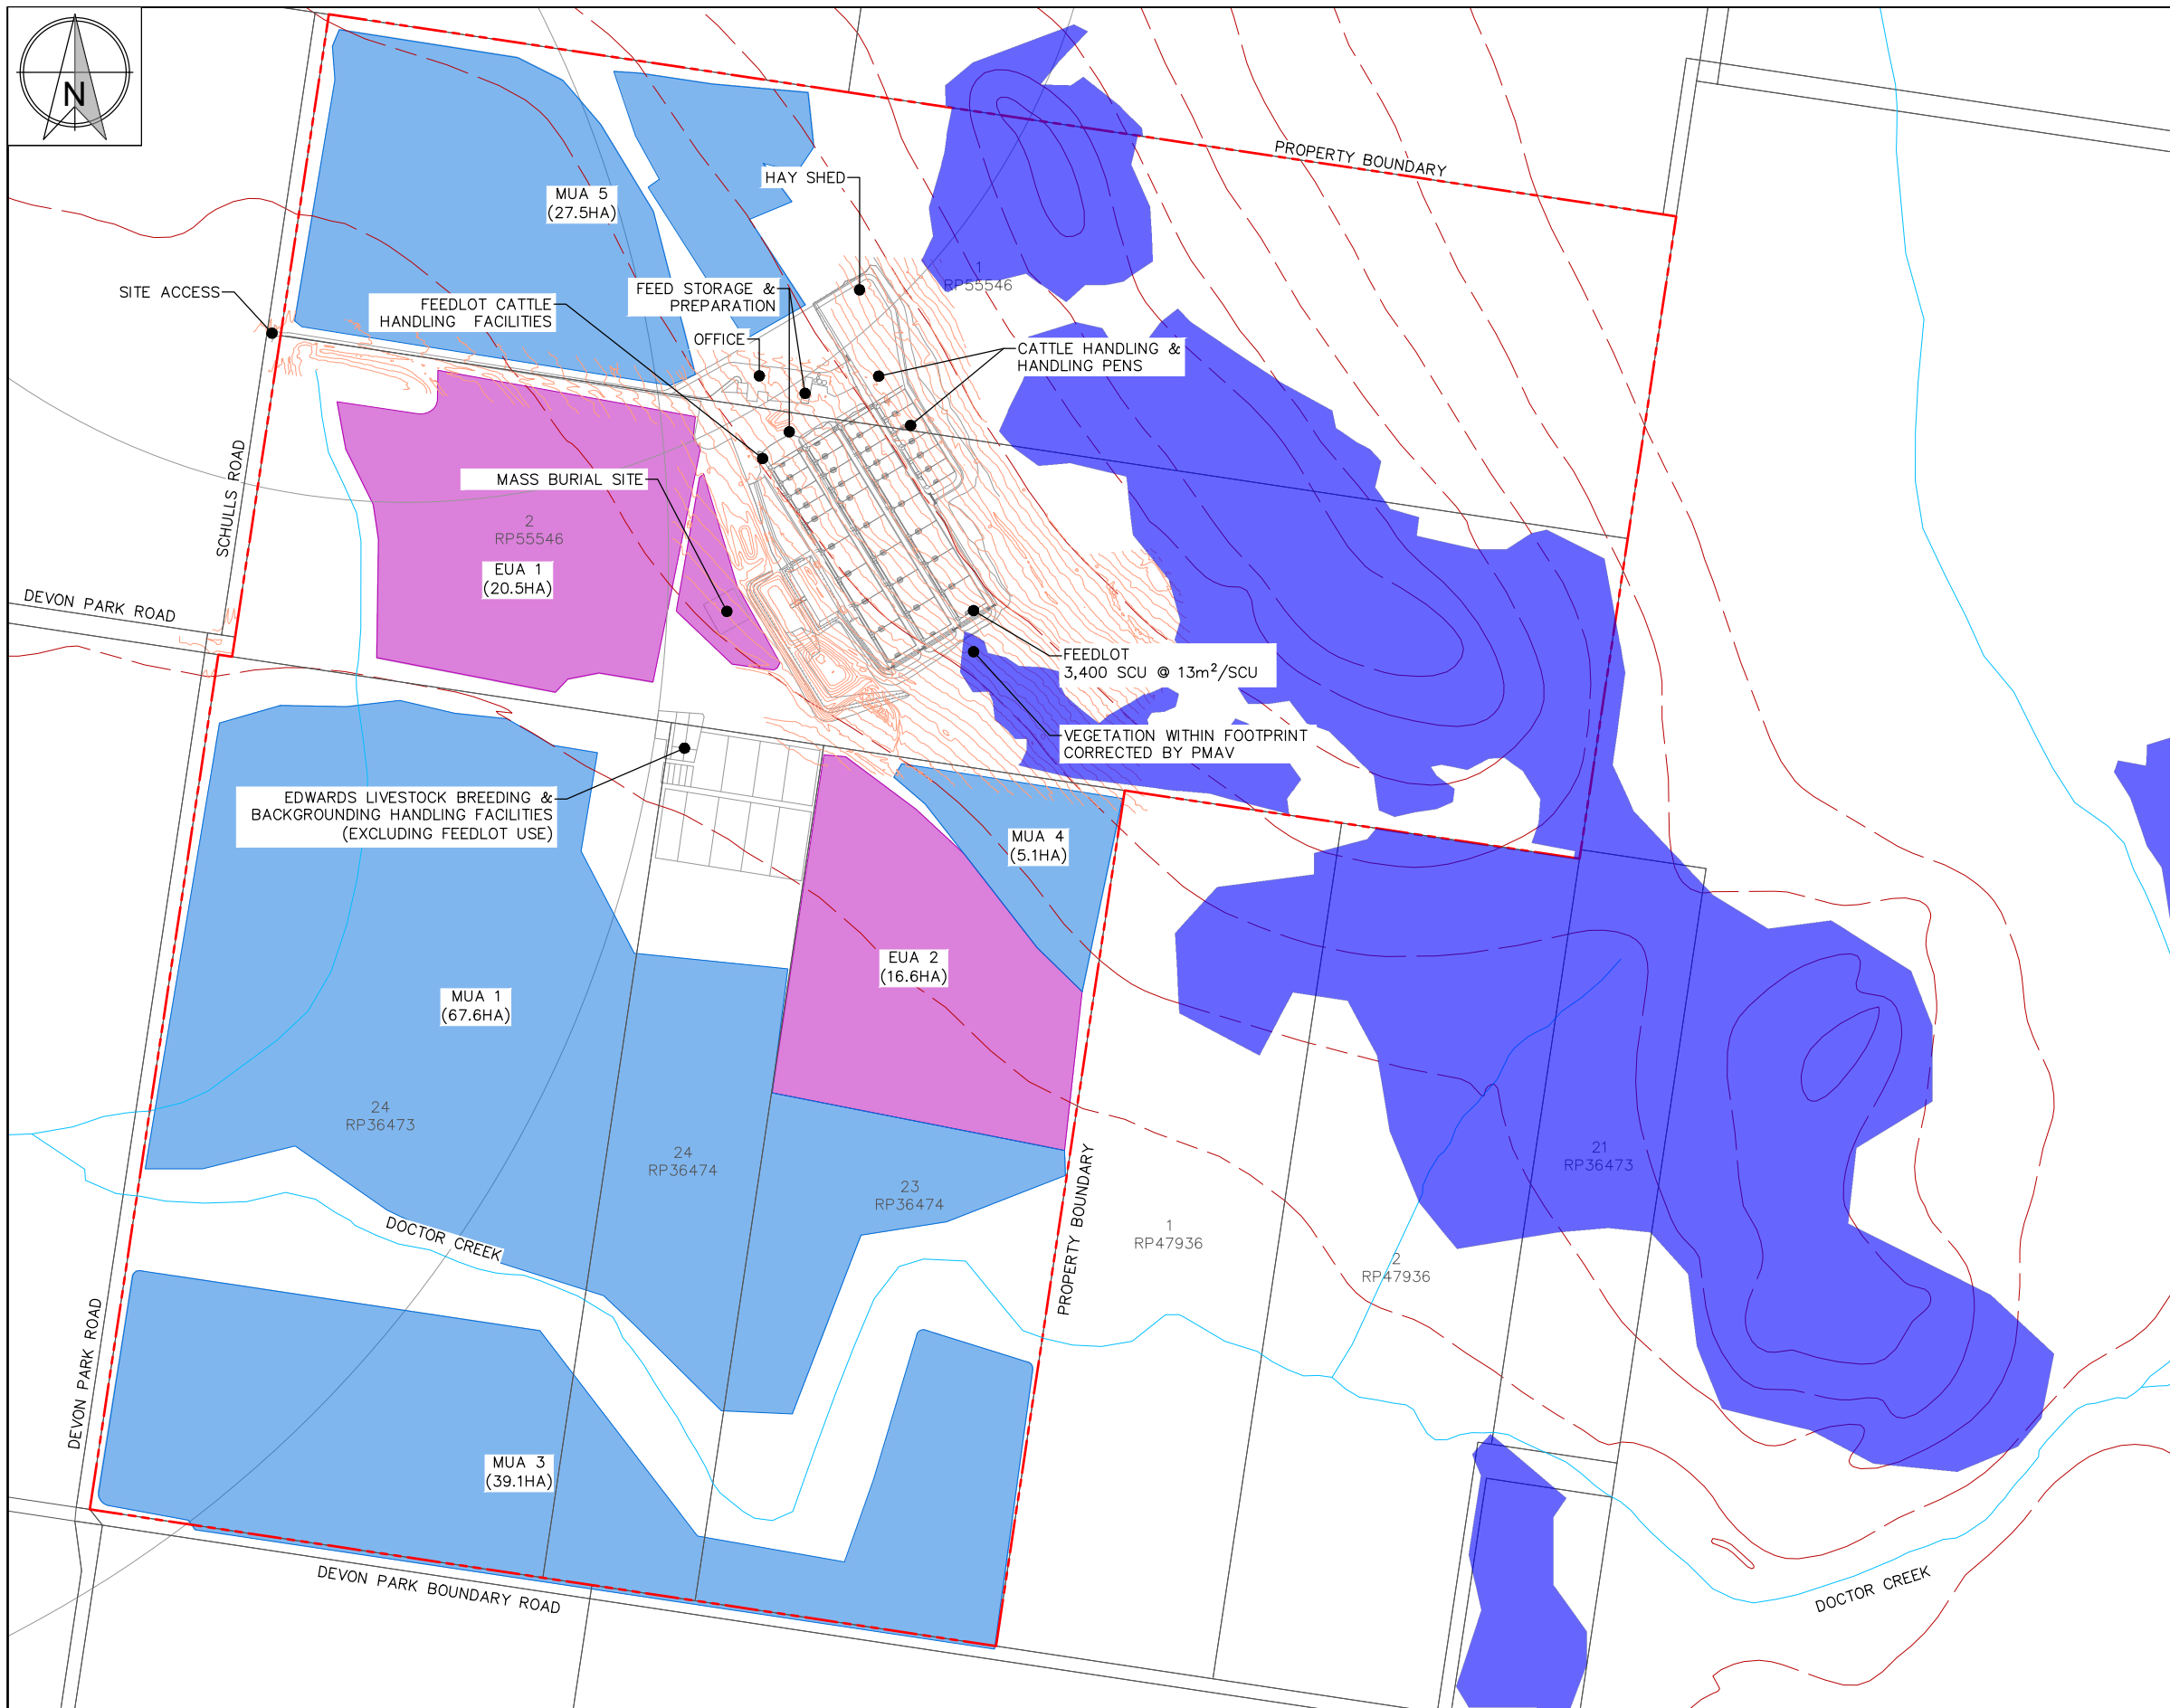 N
PROPERTY BOUNDARY
HAY SHED
MUA 5
(27.5HA)
1
RP55546
SITE ACCESS
FEED STORAGE &
PREPARATION
FEEDLOT CATTLE
HANDLING FACILITIES
OFFICE
CATTLE HANDLING &
HANDLING PENS
SCHULLS ROAD
MASS BURIAL SITE
2
RP55546
EUA 1
(20.5HA)
DEVON PARK ROAD
FEEDLOT
3,400 SCU @ 13m²/SCU
VEGETATION WITHIN FOOTPRINT
CORRECTED BY PMAV
EDWARDS LIVESTOCK BREEDING &
BACKGROUNDING HANDLING FACILITIES
(EXCLUDING FEEDLOT USE)
MUA 4
(5.1HA)
EUA 2
(16.6HA)
MUA 1
(67.6HA)
24
RP36473
24
RP36474
23
RP36474
21
RP36473
PROPERTY BOUNDARY
1
RP47936
2
RP47936
DOCTOR CREEK
DEVON PARK ROAD
MUA 3
(39.1HA)
DEVON PARK BOUNDARY ROAD
DOCTOR CREEK